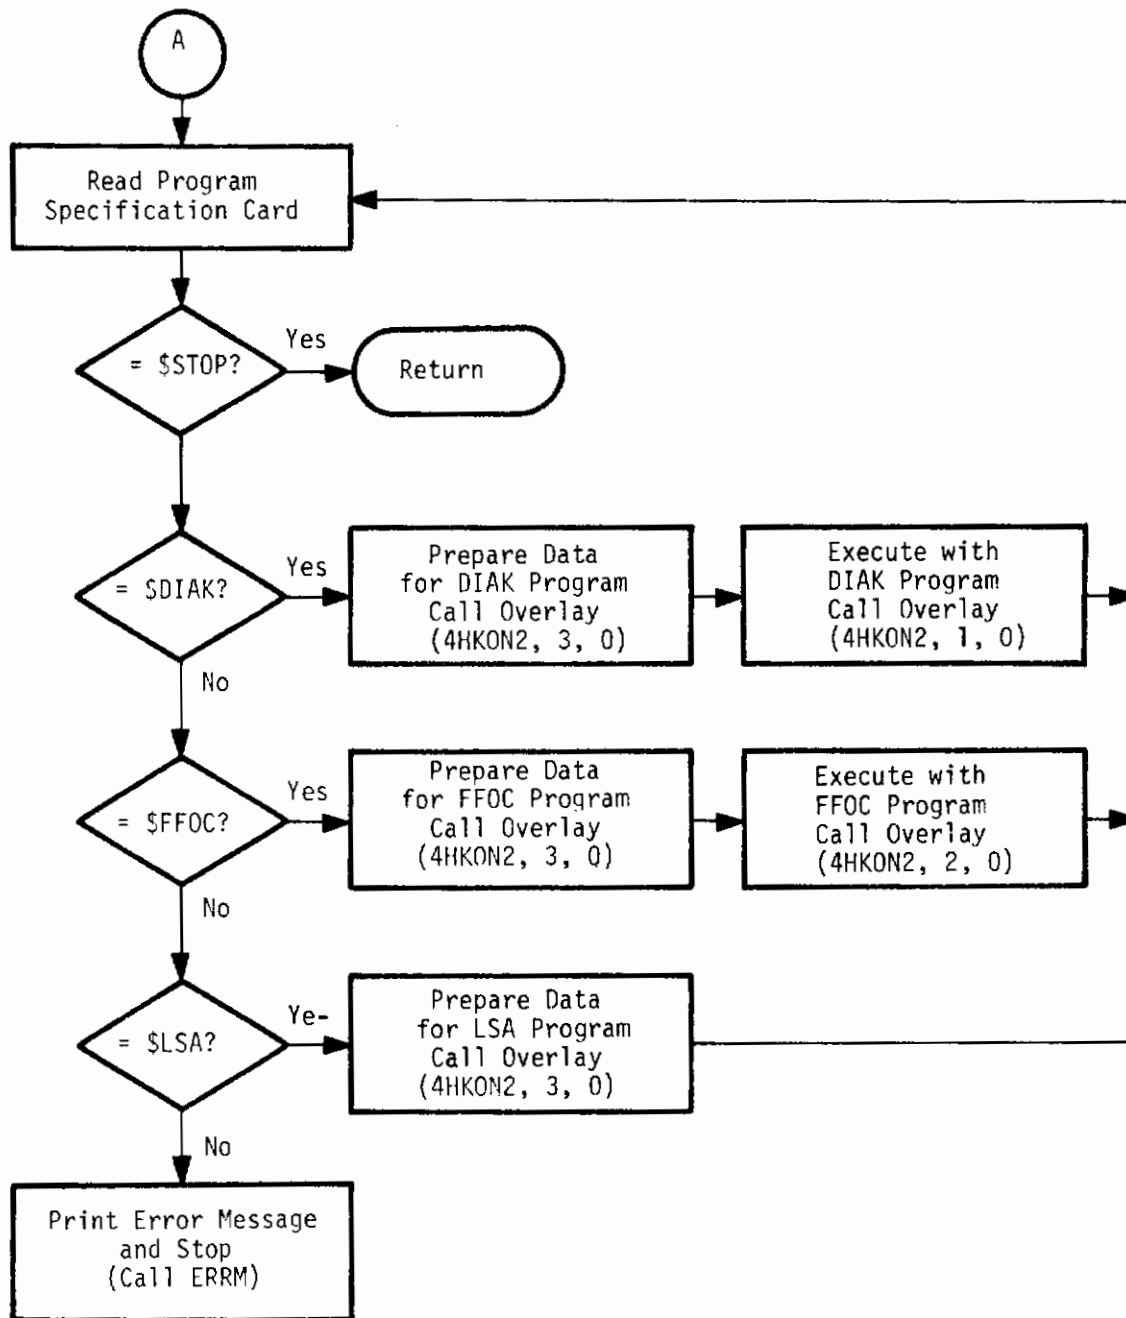 A
Read Program
Specification Card
= $STOP?
Yes
Return
= $DIAK?
Yes
Prepare Data
for DIAK Program
Call Overlay
(4HKON2, 3, 0)
Execute with
DIAK Program
Call Overlay
(4HKON2, 1, 0)
No
= $FFOC?
Yes
Prepare Data
for FFOC Program
Call Overlay
(4HKON2, 3, 0)
Execute with
FFOC Program
Call Overlay
(4HKON2, 2, 0)
No
= $LSA?
Ye-
Prepare Data
for LSA Program
Call Overlay
(4HKON2, 3, 0)
No
Print Error Message
and Stop
(Call ERRM)